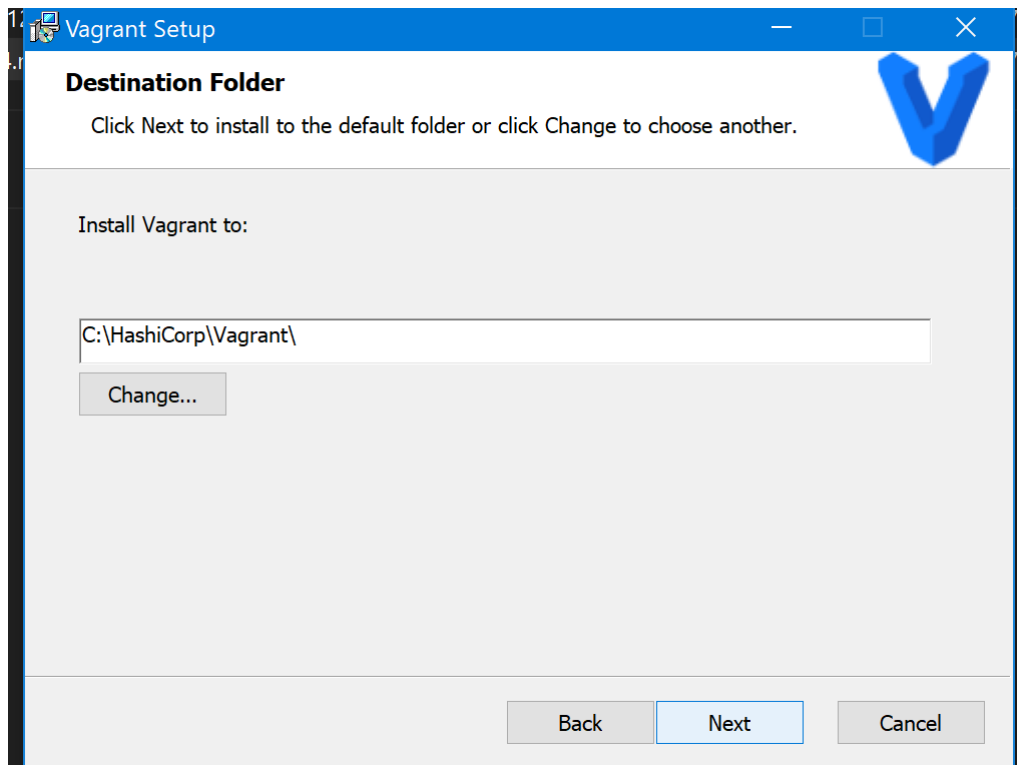 12
Vagrant Setup
Destination Folder
Click Next to install to the default folder or click Change to choose another.
Install Vagrant to:
C:\HashiCorp\Vagrant\
Change...
Back
Next
Cancel